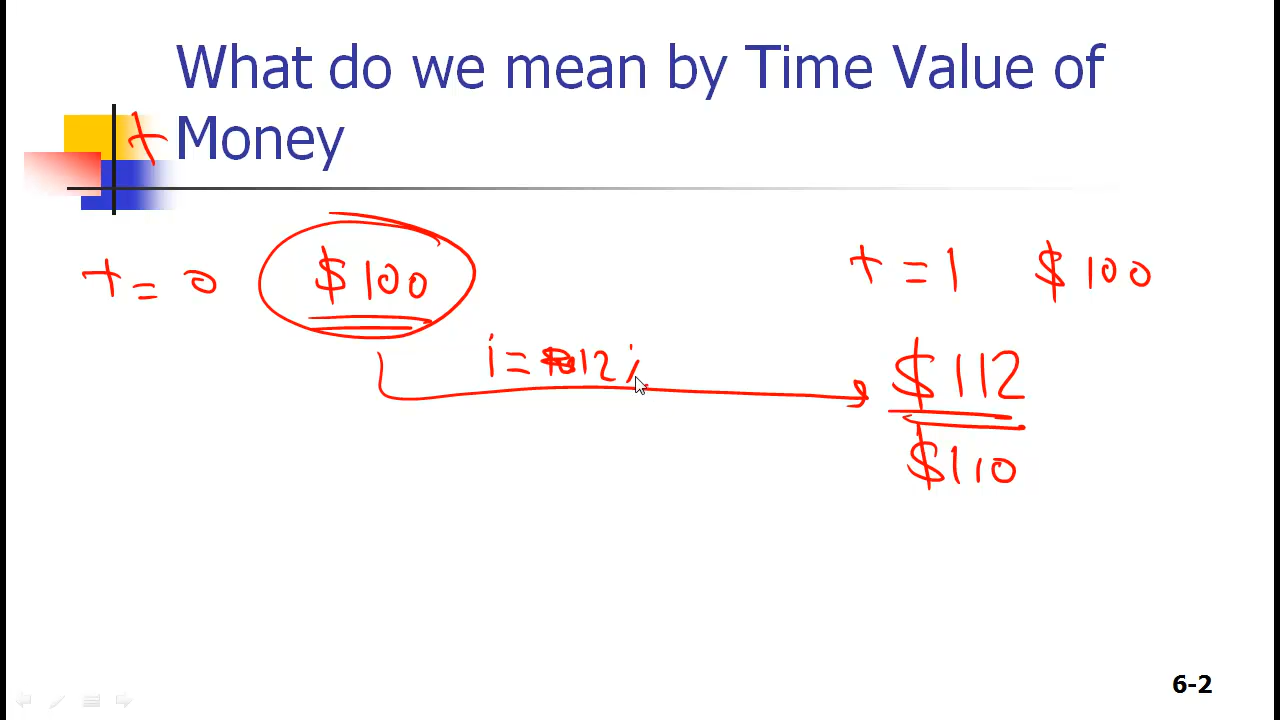 What do we mean by Time Value of
Money
t
t = 0 $100 t = 1 $100
i = 12%
$112
$110
6-2